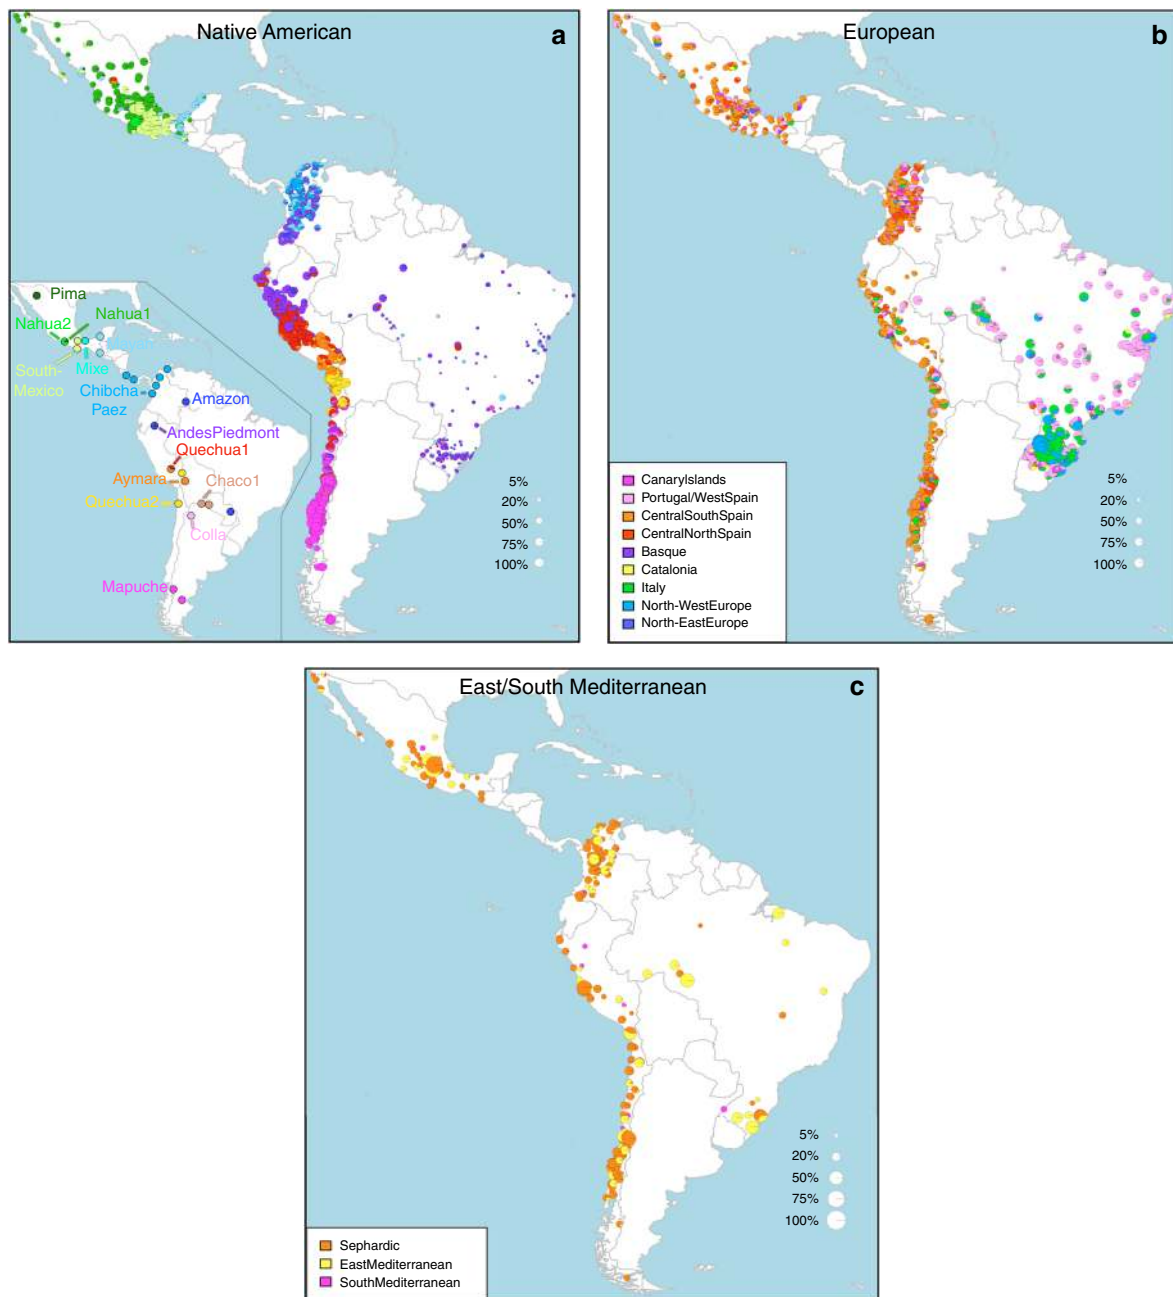 Native American
a
Pima
Nahua1
Nahua2
South-
Mexico
Mixe
Chibcha
Paez
Amazon
AndesPiedmont
Quechua1
Aymara
Chaco1
Quechua2
Colla
Mapuche
5%
20%
50%
75%
100%
European
b
CanaryIslands
Portugal/WestSpain
CentralSouthSpain
CentralNorthSpain
Basque
Catalonia
Italy
North-WestEurope
North-EastEurope
5%
20%
50%
75%
100%
East/South Mediterranean
c
Sephardic
EastMediterranean
SouthMediterranean
5%
20%
50%
75%
100%